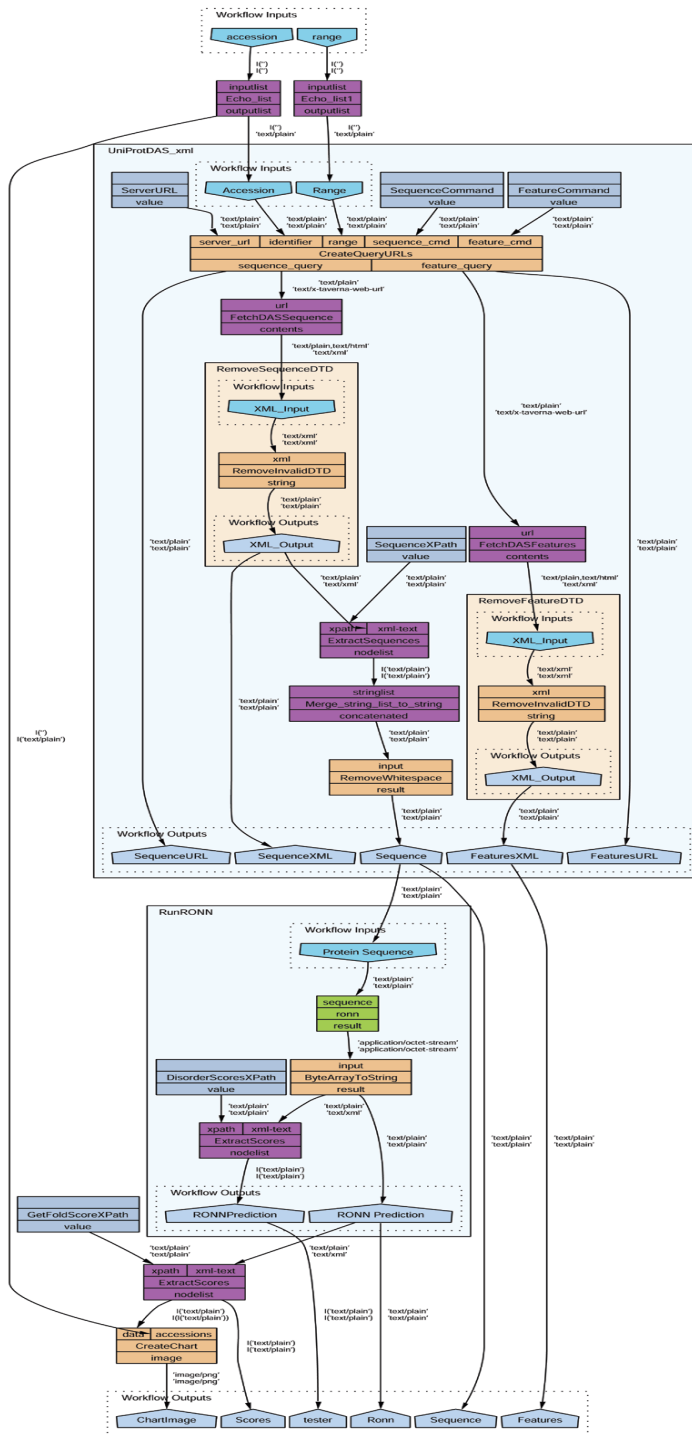 Workflow Inputs
accession
range
l('')
l('')
l('')
l('')
inputlist
Echo_list
outputlist
inputlist
Echo_list1
outputlist
l('')
'text/plain'
l('')
'text/plain'
UniProtDAS_xml
Workflow Inputs
Accession
Range
ServerURL
value
SequenceCommand
value
FeatureCommand
value
'text/plain'
'text/plain'
'text/plain'
'text/plain'
'text/plain'
'text/plain'
'text/plain'
'text/plain'
'text/plain'
'text/plain'
server_url identifier range sequence_cmd feature_cmd
CreateQueryURLs
sequence_query feature_query
'text/plain'
'text/x-taverna-web-url'
url
FetchDASSequence
contents
'text/plain,text/html'
'text/xml'
RemoveSequenceDTD
Workflow Inputs
XML_Input
'text/xml'
'text/xml'
xml
RemoveInvalidDTD
string
'text/plain'
'text/plain'
Workflow Outputs
XML_Output
'text/plain'
'text/x-taverna-web-url'
'text/plain'
'text/plain'
'text/plain'
'text/plain'
SequenceXPath
value
url
FetchDASFeatures
contents
'text/plain'
'text/xml'
'text/plain'
'text/plain'
'text/plain,text/html'
'text/xml'
RemoveFeatureDTD
Workflow Inputs
XML_Input
'text/xml'
'text/xml'
xml
RemoveInvalidDTD
string
'text/plain'
'text/plain'
Workflow Outputs
XML_Output
xpath xml-text
ExtractSequences
nodelist
l('text/plain')
l('text/plain')
stringlist
Merge_string_list_to_string
concatenated
'text/plain'
'text/plain'
'text/plain'
'text/plain'
input
RemoveWhitespace
result
l('')
l('text/plain')
'text/plain'
'text/plain'
'text/plain'
'text/plain'
Workflow Outputs
SequenceURL
SequenceXML
Sequence
FeaturesXML
FeaturesURL
'text/plain'
'text/plain'
RunRONN
Workflow Inputs
Protein Sequence
'text/plain'
'text/plain'
sequence
ronn
result
'application/octet-stream'
'application/octet-stream'
DisorderScoresXPath
value
input
ByteArrayToString
result
'text/plain'
'text/plain'
'text/plain'
'text/xml'
'text/plain'
'text/plain'
'text/plain'
'text/plain'
xpath xml-text
ExtractScores
nodelist
l('text/plain')
l('text/plain')
'text/plain'
'text/plain'
Workflow Outputs
RONNPrediction
RONN Prediction
GetFoldScoreXPath
value
'text/plain'
'text/plain'
'text/plain'
'text/xml'
xpath xml-text
ExtractScores
nodelist
l('text/plain')
l(l('text/plain'))
l('text/plain')
l('text/plain')
l('text/plain')
l('text/plain')
'text/plain'
'text/plain'
data accessions
CreateChart
image
'image/png'
'image/png'
Workflow Outputs
ChartImage
Scores
tester
Ronn
Sequence
Features